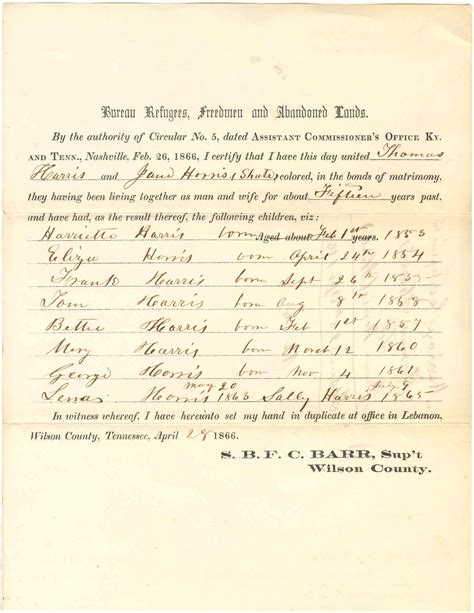 Bureau Refugees, Freedmen and Abandoned Lands.
By the authority of Circular No. 5, dated Assistant Commissioner's Office Ky.
and Tenn., Nashville, Feb. 26, 1866, I certify that I have this day united Thomas
Harris and Jane Harris (Shute) colored, in the bonds of matrimony,
they having been living together as man and wife for about Fifteen years past,
and have had, as the result thereof, the following children, viz:
Harriette Harris born Aged about Feb 1st years. 1853
Eliza Harris born April 24th 1854
Frank Harris born Sept 26th
Tom Harris born Aug 8th 1858
Bettie Harris born Feb 1st 1857
Mery Harris born March 12 1860
George Harris born Nov 4 1861
Harris May 20 1863 Sally Harris July 9 1865
In witness whereof, I have hereunto set my hand in duplicate at office in Lebanon,
Wilson County, Tennessee, April 28 1866.
S. B. F. C. BARR, Sup't
Wilson County.